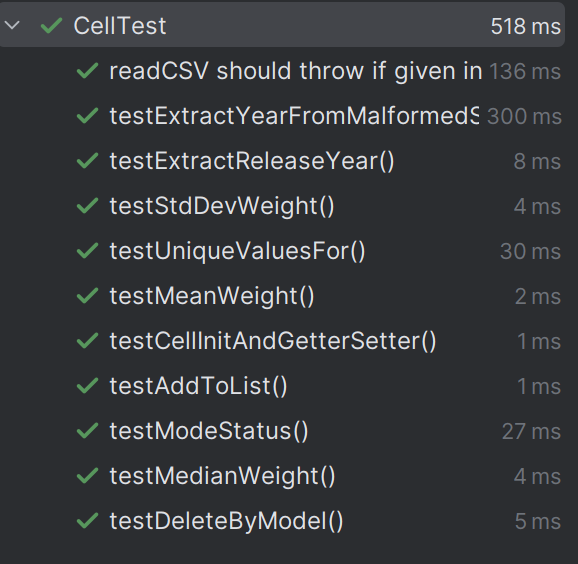 CellTest 518 ms
readCSV should throw if given in 136 ms
testExtractYearFromMalformedS 300 ms
testExtractReleaseYear() 8 ms
testStdDevWeight() 4 ms
testUniqueValuesFor() 30 ms
testMeanWeight() 2 ms
testCellInitAndGetterSetter() 1 ms
testAddToList() 1 ms
testModeStatus() 27 ms
testMedianWeight() 4 ms
testDeleteByModel() 5 ms